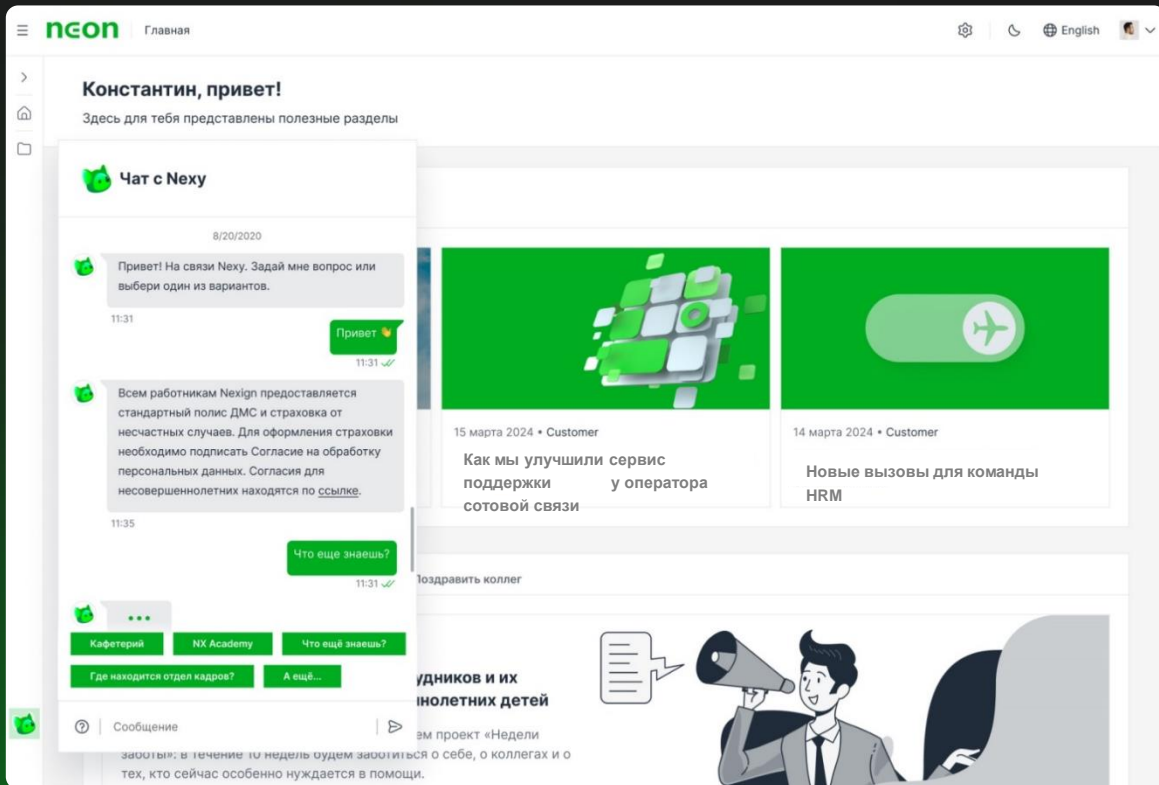 neon
Главная
English
Константин, привет!
Здесь для тебя представлены полезные разделы
Чат с Nexy
8/20/2020
Привет! На связи Nexy. Задай мне вопрос или
выбери один из вариантов.
11:31
Привет 👋
11:31
Всем работникам Nexign предоставляется
стандартный полис ДМС и страховка от
несчастных случаев. Для оформления страховки
необходимо подписать Согласие на обработку
персональных данных. Согласия для
несовершеннолетних находятся по ссылке.
11:35
Что еще знаешь?
11:31
Кафетерий
NX Academy
Что ещё знаешь?
Где находится отдел кадров?
А ещё...
Сообщение
15 марта 2024 • Customer
Как мы улучшили сервис
поддержки у оператора
сотовой связи
14 марта 2024 • Customer
Новые вызовы для команды
HRM
Поздравить коллег
удников и их
нолетних детей
ем проект «Недели
заботы»: в течение 10 недель будем заботиться о себе, о коллегах и о
тех, кто сейчас особенно нуждается в помощи.